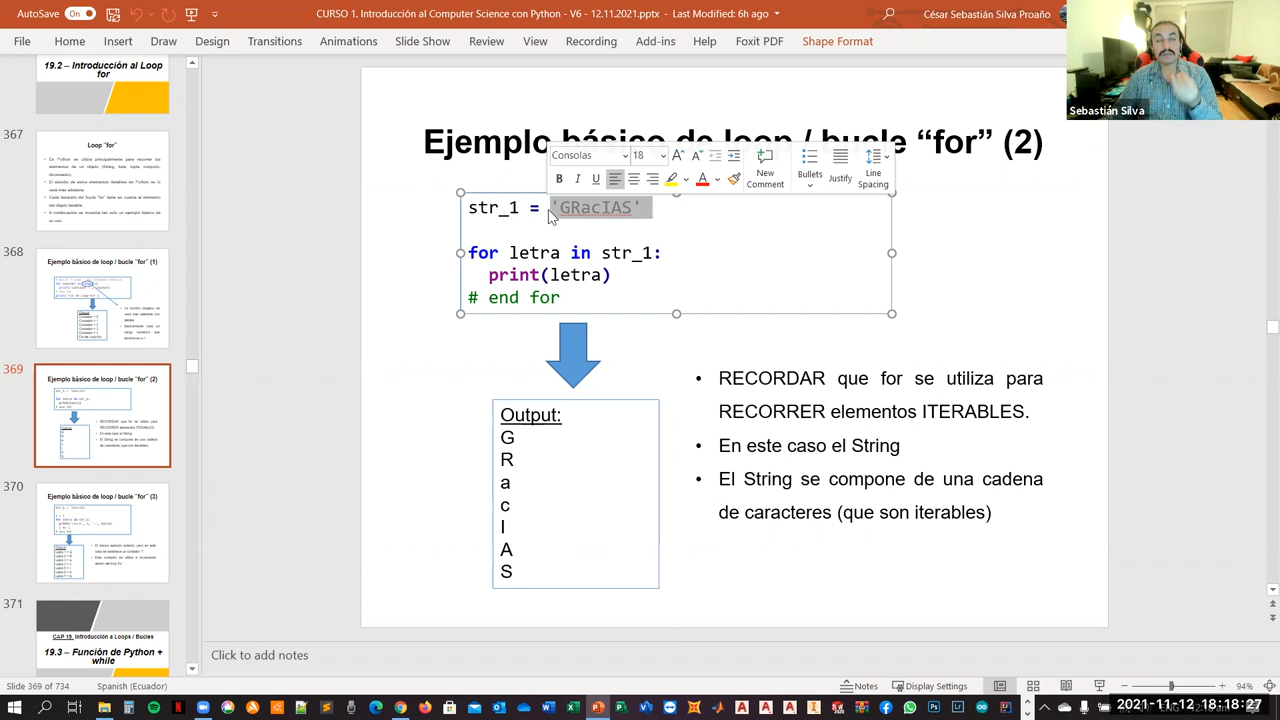 AutoSave On
CURSO 1. Introducción al Computer Science con Python - V6 - 12.11.2021.pptx - Last Modified: 6h ago
César Sebastián Silva Proaño
File Home Insert Draw Design Transitions Animations Slide Show Review View Recording Add-ins Help Foxit PDF Shape Format
Sebastián Silva
19.2 – Introducción al Loop
for
367
Loop "for"
368
Ejemplo básico de loop / bucle "for" (1)
369
Ejemplo básico de loop / bucle "for" (2)
370
Ejemplo básico de loop / bucle "for" (3)
371
CAP 19. Introducción a Loops / Bucles
19.3 – Función de Python +
while
Ejemplo básico de loop / bucle “for” (2)
Consolas 18
New
Comment
Bullets
Justify
Line
Spacing
str_1 = 'GRacIAS'
for letra in str_1:
print(letra)
# end for
Output:
G
R
a
c
I
A
S
• RECORDAR que for se utiliza para
RECORRER elementos ITERABLES.
• En este caso el String
• El String se compone de una cadena
de caracteres (que son iterables)
Click to add notes
Slide 369 of 734
Spanish (Ecuador)
Notes
Display Settings
94%
2021-11-12 18:18:27